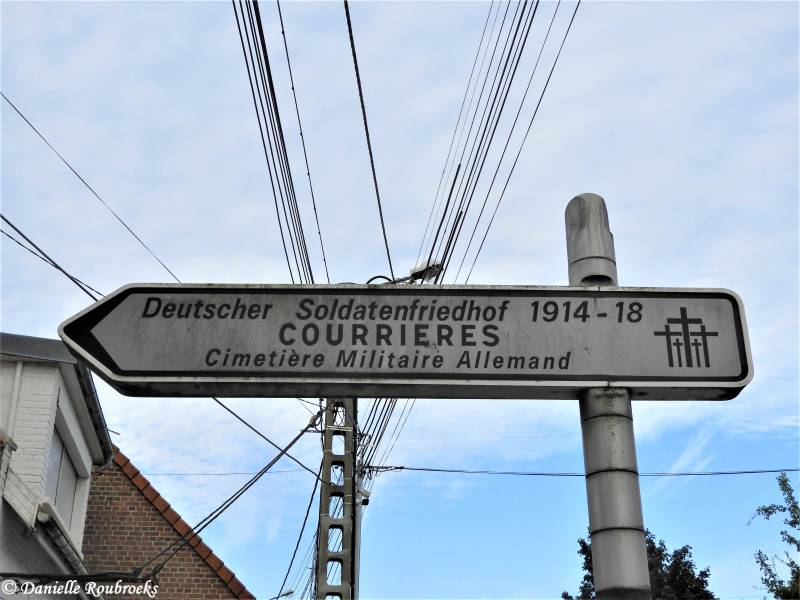 Deutscher Soldatenfriedhof 1914-18
COURRIERES
Cimetière Militaire Allemand
©Danielle Roubroeks